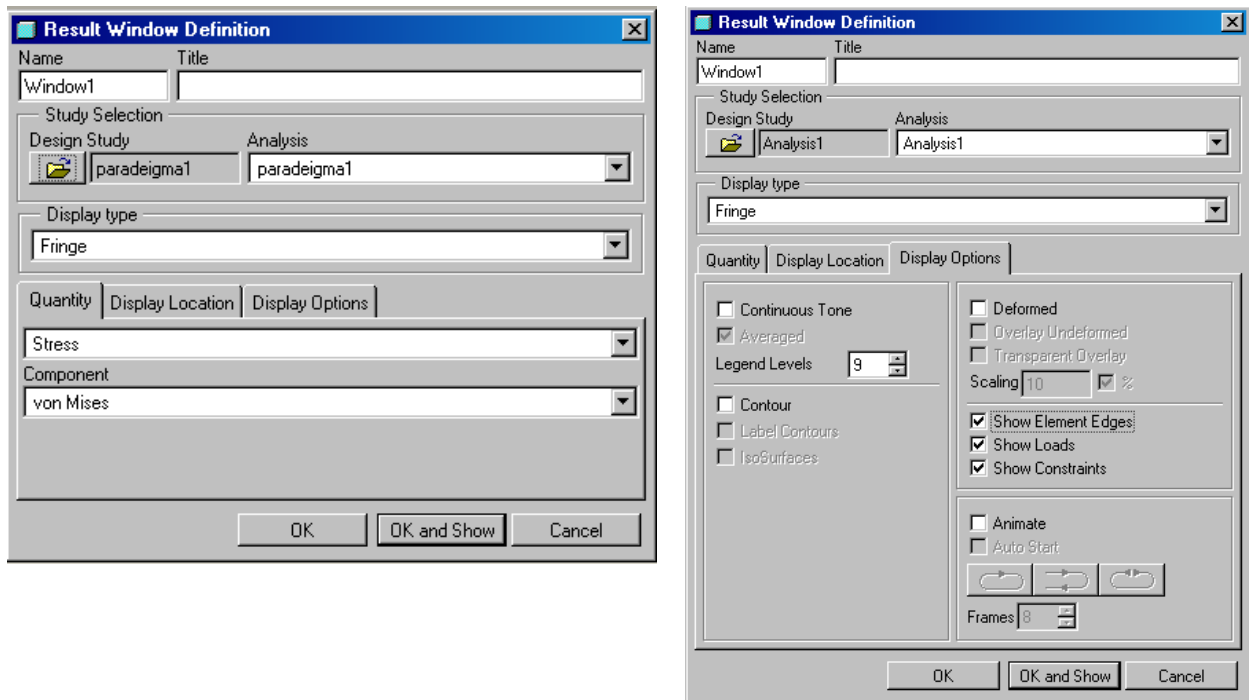 Result Window Definition
Name Title
Window1
Study Selection
Design Study Analysis
paradeigma1 paradeigma1
Display type
Fringe
Quantity Display Location Display Options
Stress
Component
von Mises
OK OK and Show Cancel
Result Window Definition
Name Title
Window1
Study Selection
Design Study Analysis
Analysis1 Analysis1
Display type
Fringe
Quantity Display Location Display Options
Continuous Tone
Averaged
Legend Levels 9
Contour
Label Contours
IsoSurfaces
Deformed
Overlay Undeformed
Transparent Overlay
Scaling 10 %
Show Element Edges
Show Loads
Show Constraints
Animate
Auto Start
Frames 8
OK OK and Show Cancel